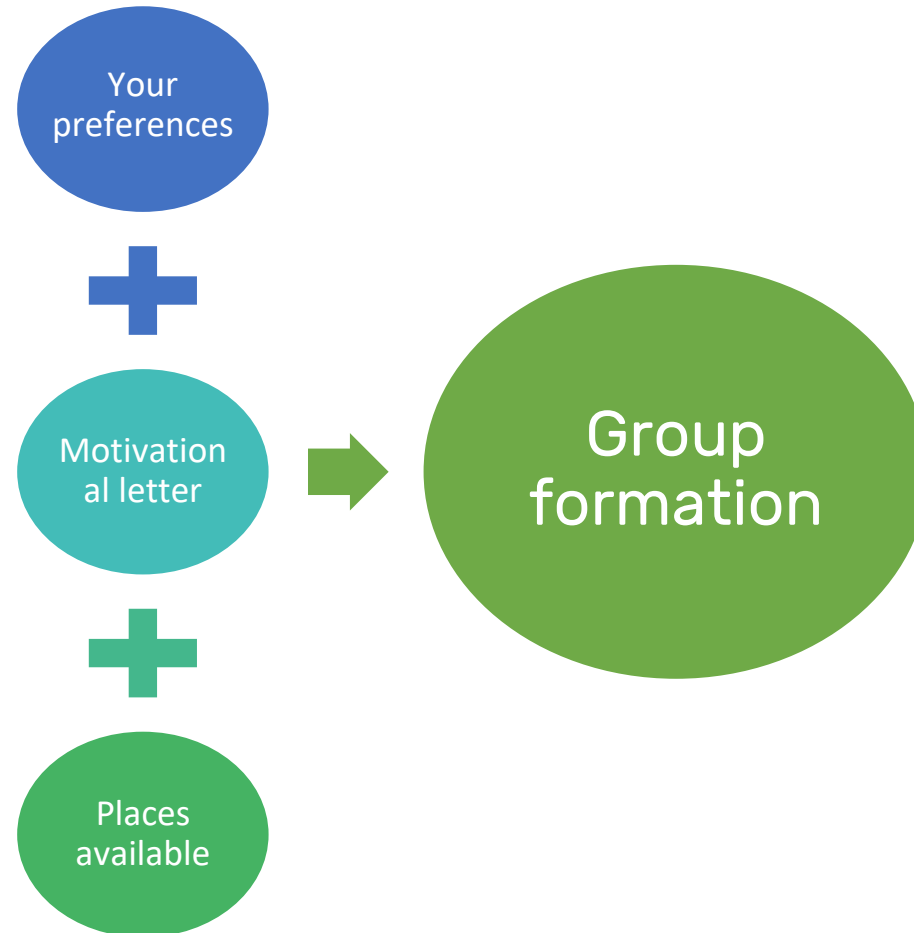 Your
preferences
Motivation
al letter
Places
available
Group
formation